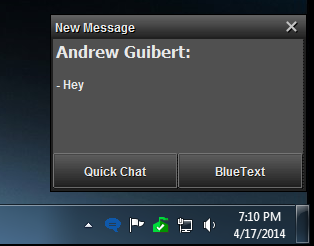 New Message
Andrew Guibert:
- Hey
Quick Chat
BlueText
7:10 PM
4/17/2014